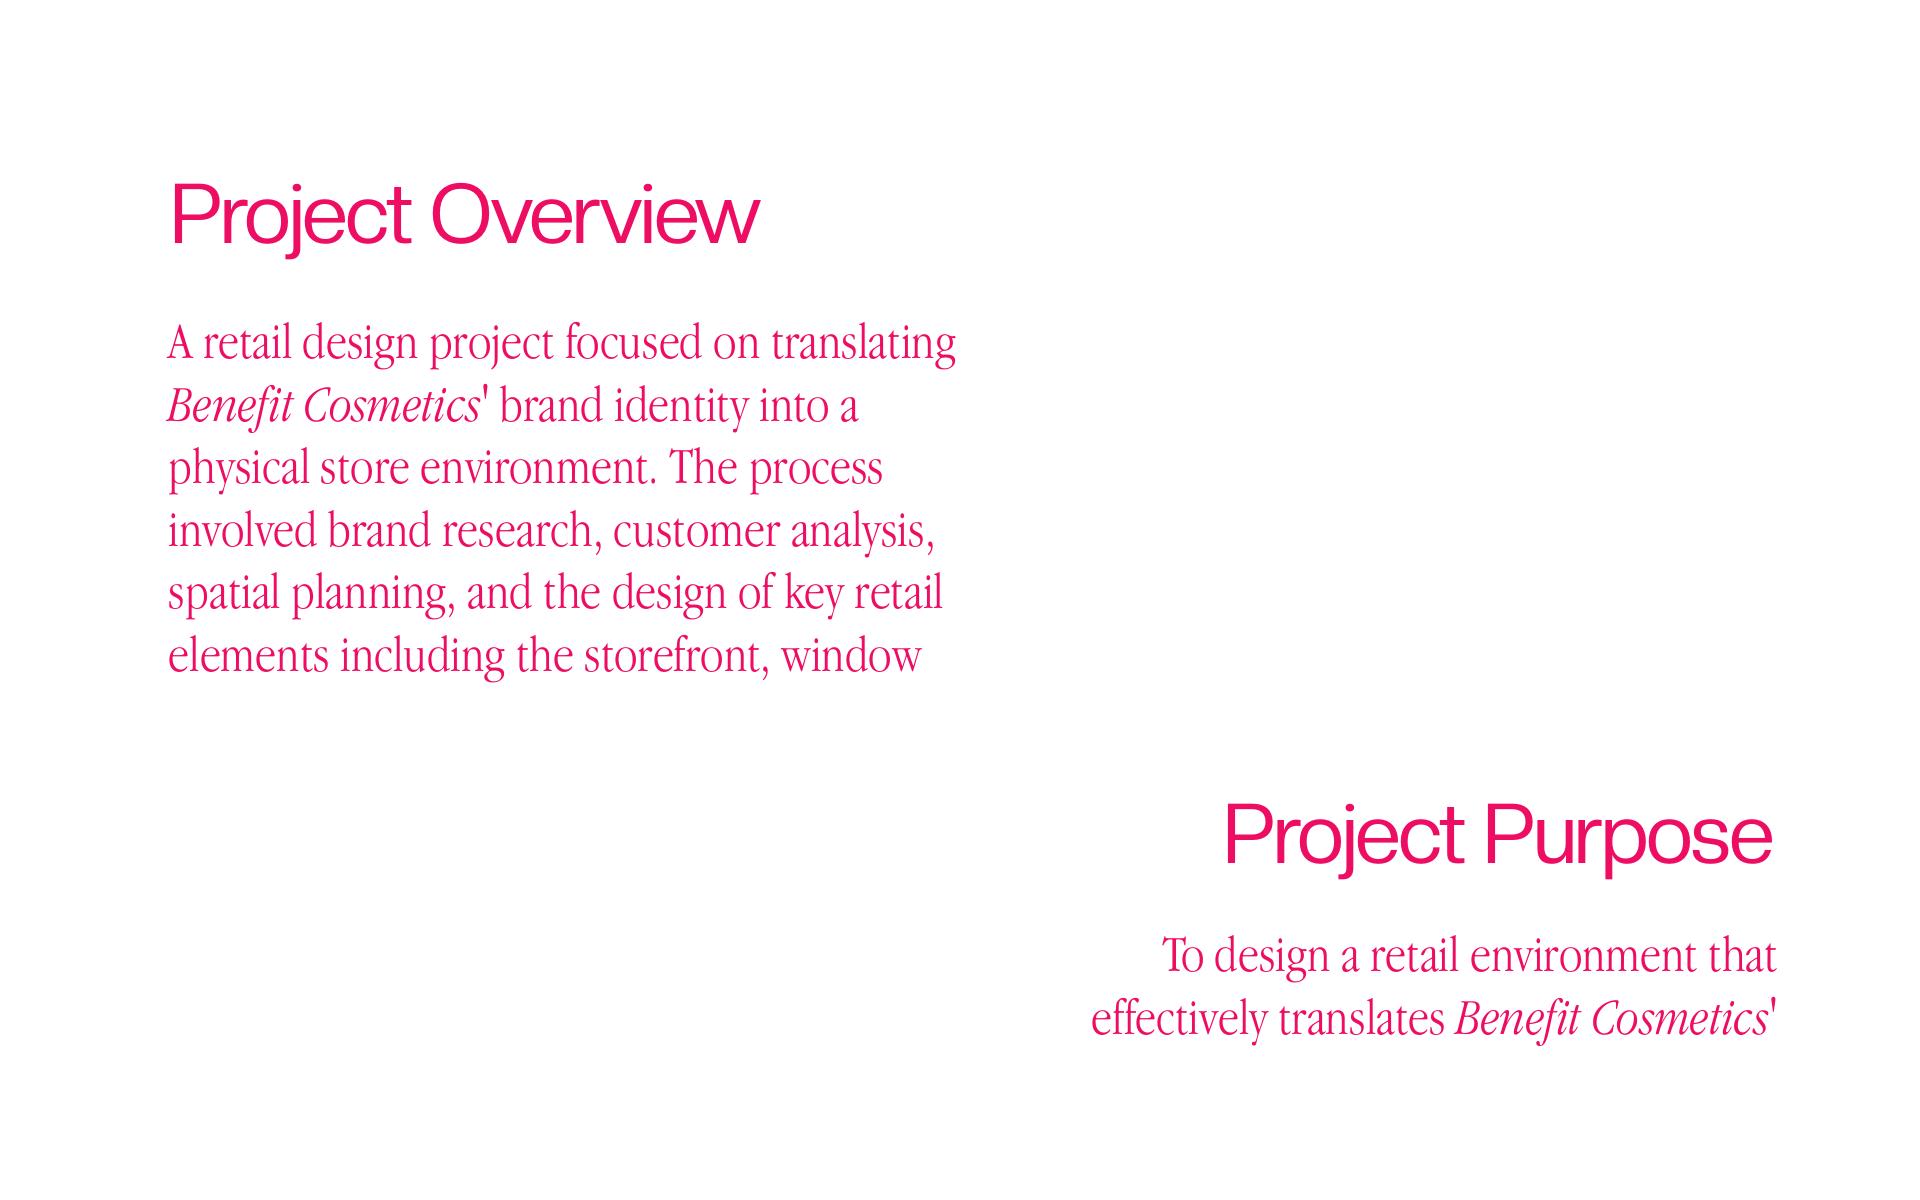 Project Overview
A retail design project focused on translating
Benefit Cosmetics' brand identity into a
physical store environment. The process
involved brand research, customer analysis,
spatial planning, and the design of key retail
elements including the storefront, window
Project Purpose
To design a retail environment that
effectively translates Benefit Cosmetics'